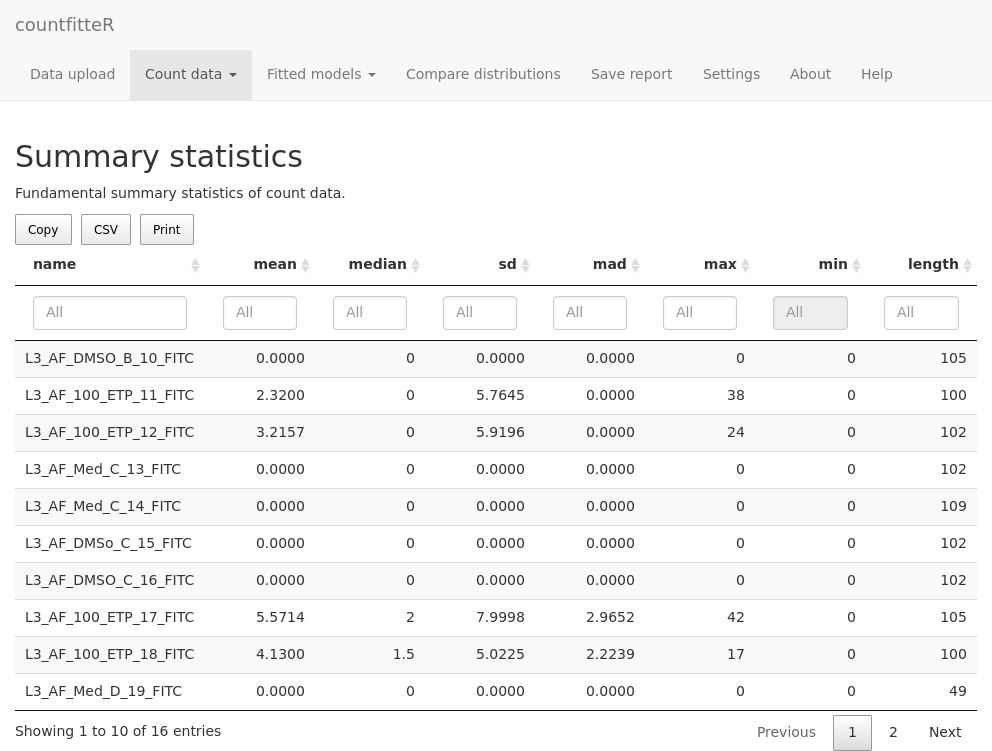 countfitteR
Data upload Count data Fitted models Compare distributions Save report Settings About Help
Summary statistics
Fundamental summary statistics of count data.
Copy CSV Print
name mean median sd mad max min length
All All All All All All All All
L3_AF_DMSO_B_10_FITC 0.0000 0 0.0000 0.0000 0 0 105
L3_AF_100_ETP_11_FITC 2.3200 0 5.7645 0.0000 38 0 100
L3_AF_100_ETP_12_FITC 3.2157 0 5.9196 0.0000 24 0 102
L3_AF_Med_C_13_FITC 0.0000 0 0.0000 0.0000 0 0 102
L3_AF_Med_C_14_FITC 0.0000 0 0.0000 0.0000 0 0 109
L3_AF_DMSo_C_15_FITC 0.0000 0 0.0000 0.0000 0 0 102
L3_AF_DMSO_C_16_FITC 0.0000 0 0.0000 0.0000 0 0 102
L3_AF_100_ETP_17_FITC 5.5714 2 7.9998 2.9652 42 0 105
L3_AF_100_ETP_18_FITC 4.1300 1.5 5.0225 2.2239 17 0 100
L3_AF_Med_D_19_FITC 0.0000 0 0.0000 0.0000 0 0 49
Showing 1 to 10 of 16 entries Previous 1 2 Next